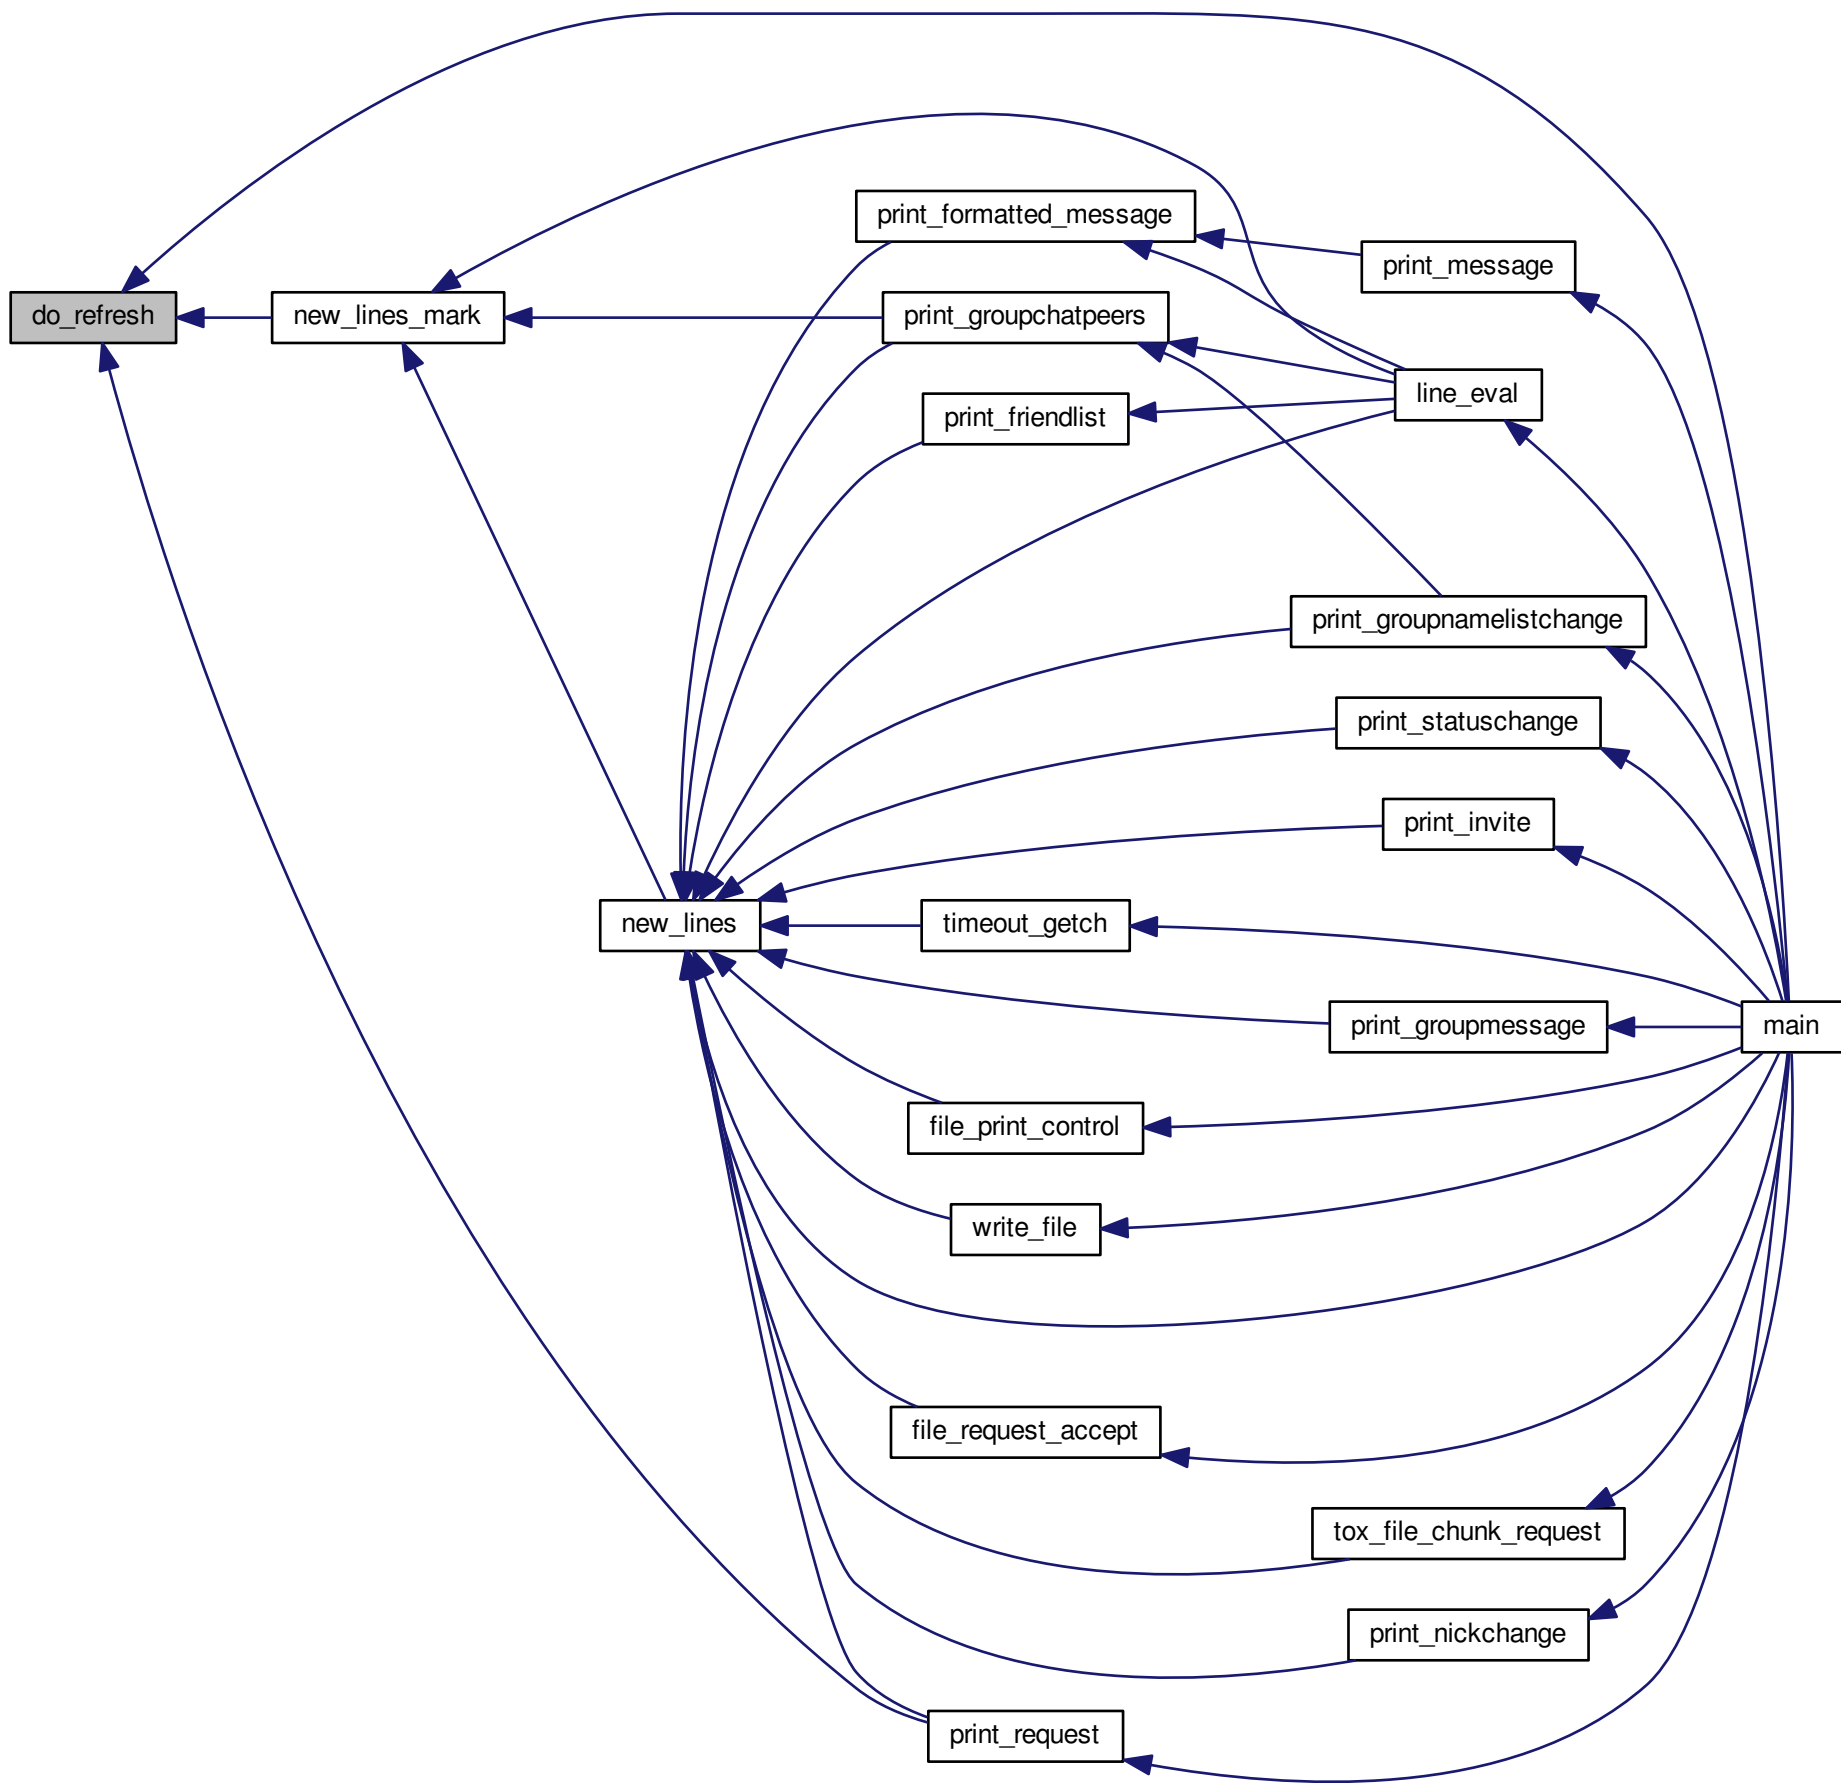 do_refresh
new_lines_mark
print_formatted_message
print_message
print_groupchatpeers
line_eval
print_friendlist
print_groupnamelistchange
print_statuschange
print_invite
new_lines
timeout_getch
print_groupmessage
main
file_print_control
write_file
file_request_accept
tox_file_chunk_request
print_nickchange
print_request